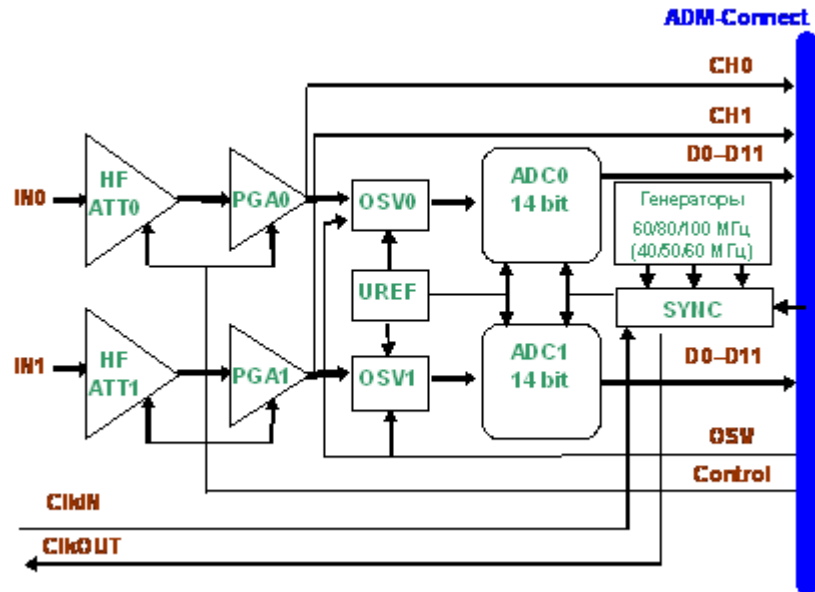 ADM-Connect
CH0
CH1
D0–D11
HF
ATT0
PGA0
IN0
OSV0
ADC0
14 bit
Генераторы
60/80/100 МГц
(40/50/60 МГц)
UREF
SYNC
HF
ATT1
PGA1
IN1
OSV1
ADC1
14 bit
D0–D11
OSW
Control
ClkIN
ClkOUT